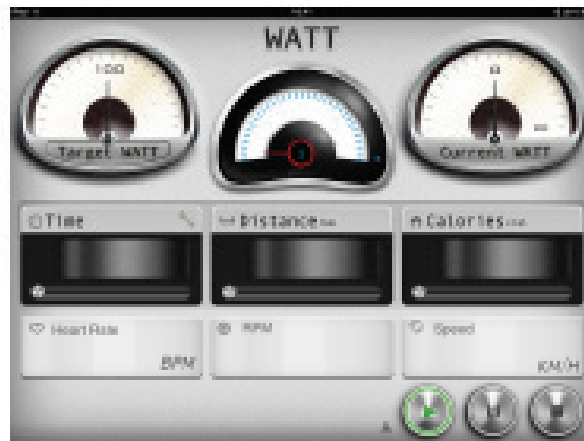 WATT
100
0
Target WATT
Current WATT
Time
Distance
Calories
Heart Rate
RPM
Speed
BPM
KM/H